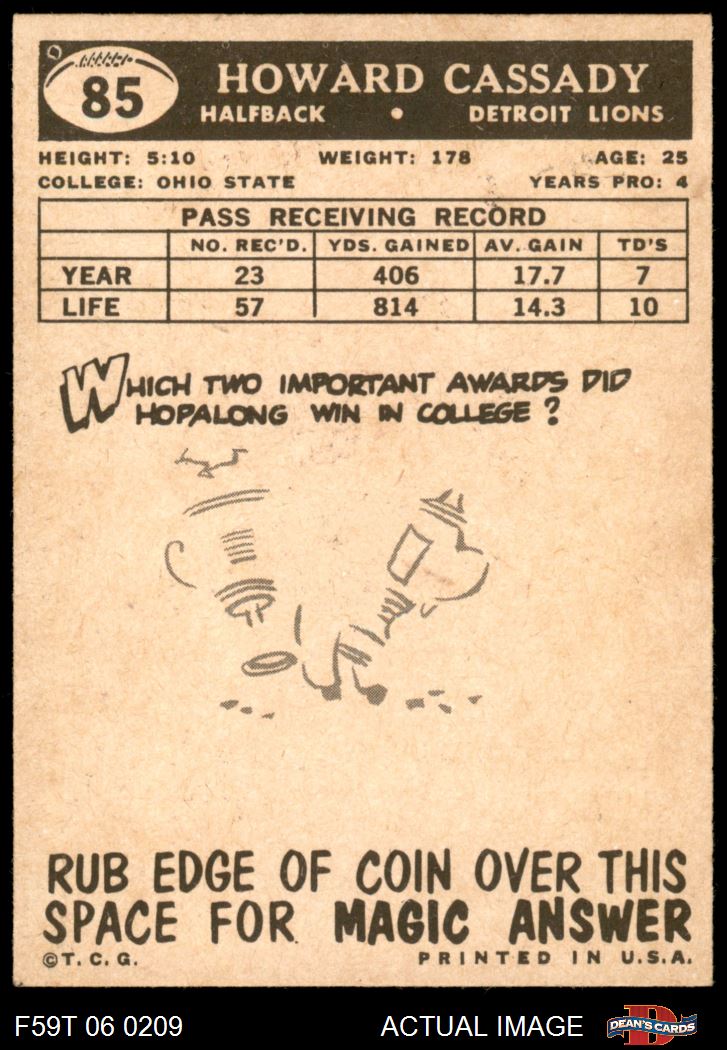 85
HOWARD CASSADY
HALFBACK • DETROIT LIONS
HEIGHT: 5:10 WEIGHT: 178 AGE: 25
COLLEGE: OHIO STATE YEARS PRO: 4
PASS RECEIVING RECORD
NO. REC'D. YDS. GAINED AV. GAIN TD'S
YEAR 23 406 17.7 7
LIFE 57 814 14.3 10
WHICH TWO IMPORTANT AWARDS DID
HOPALONG WIN IN COLLEGE?
RUB EDGE OF COIN OVER THIS
SPACE FOR MAGIC ANSWER
©T.C.G. PRINTED IN U.S.A.
F59T 06 0209 ACTUAL IMAGE DEAN'S CARDS